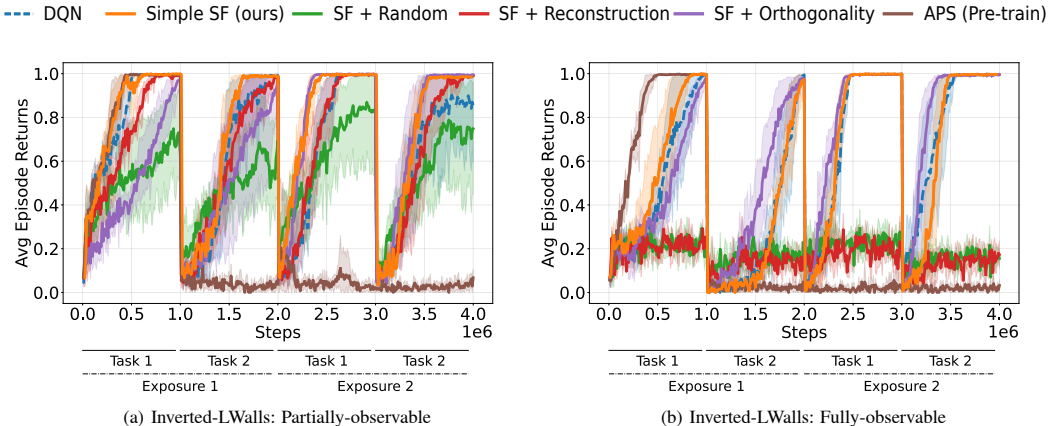 DQN Simple SF (ours) SF + Random SF + Reconstruction SF + Orthogonality APS (Pre-train)
Avg Episode Returns
1.0
0.8
0.6
0.4
0.2
0.0
0.0 0.5 1.0 1.5 2.0 2.5 3.0 3.5 4.0
Steps 1e6
Task 1 Task 2 Task 1 Task 2
Exposure 1 Exposure 2
(a) Inverted-LWalls: Partially-observable
Avg Episode Returns
1.0
0.8
0.6
0.4
0.2
0.0
0.0 0.5 1.0 1.5 2.0 2.5 3.0 3.5 4.0
Steps 1e6
Task 1 Task 2 Task 1 Task 2
Exposure 1 Exposure 2
(b) Inverted-LWalls: Fully-observable